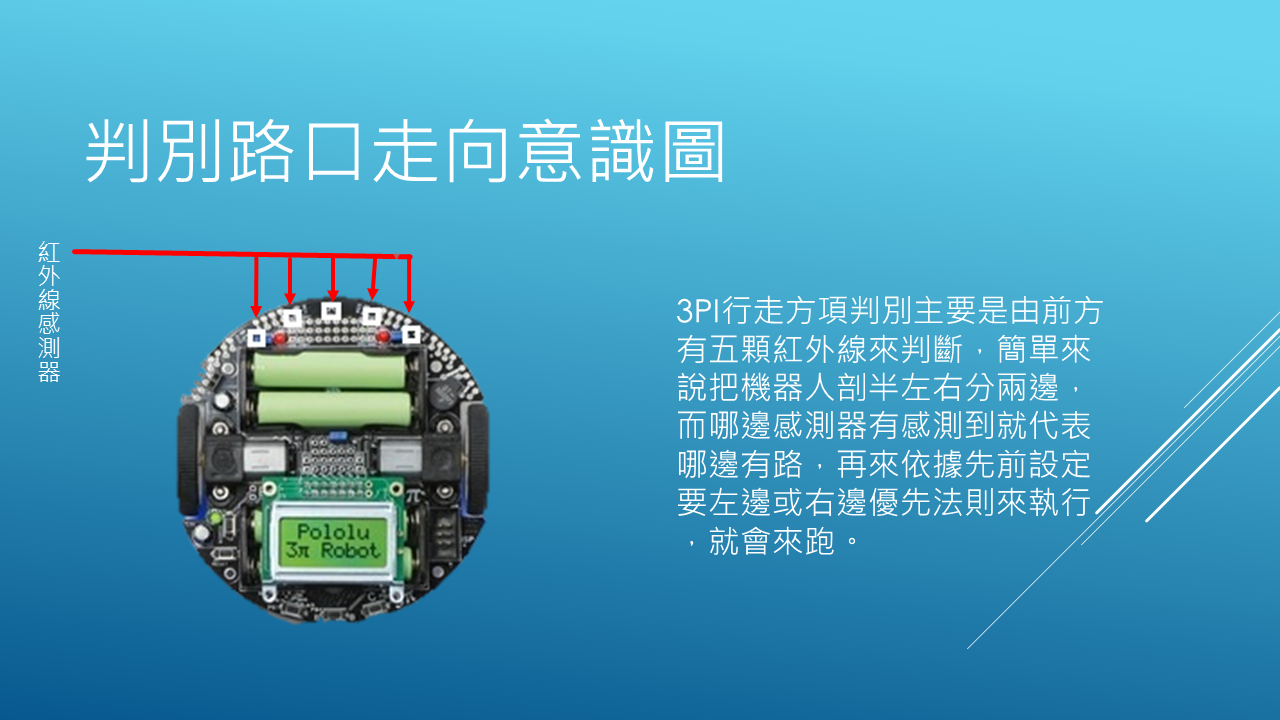 判別路口走向意識圖
紅外線感測器
3PI行走方項判別主要是由前方
有五顆紅外線來判斷，簡單來
說把機器人剖半左右分兩邊，
而哪邊感測器有感測到就代表
哪邊有路，再來依據先前設定
要左邊或右邊優先法則來執行
，就會來跑。
π
Pololu
3π Robot